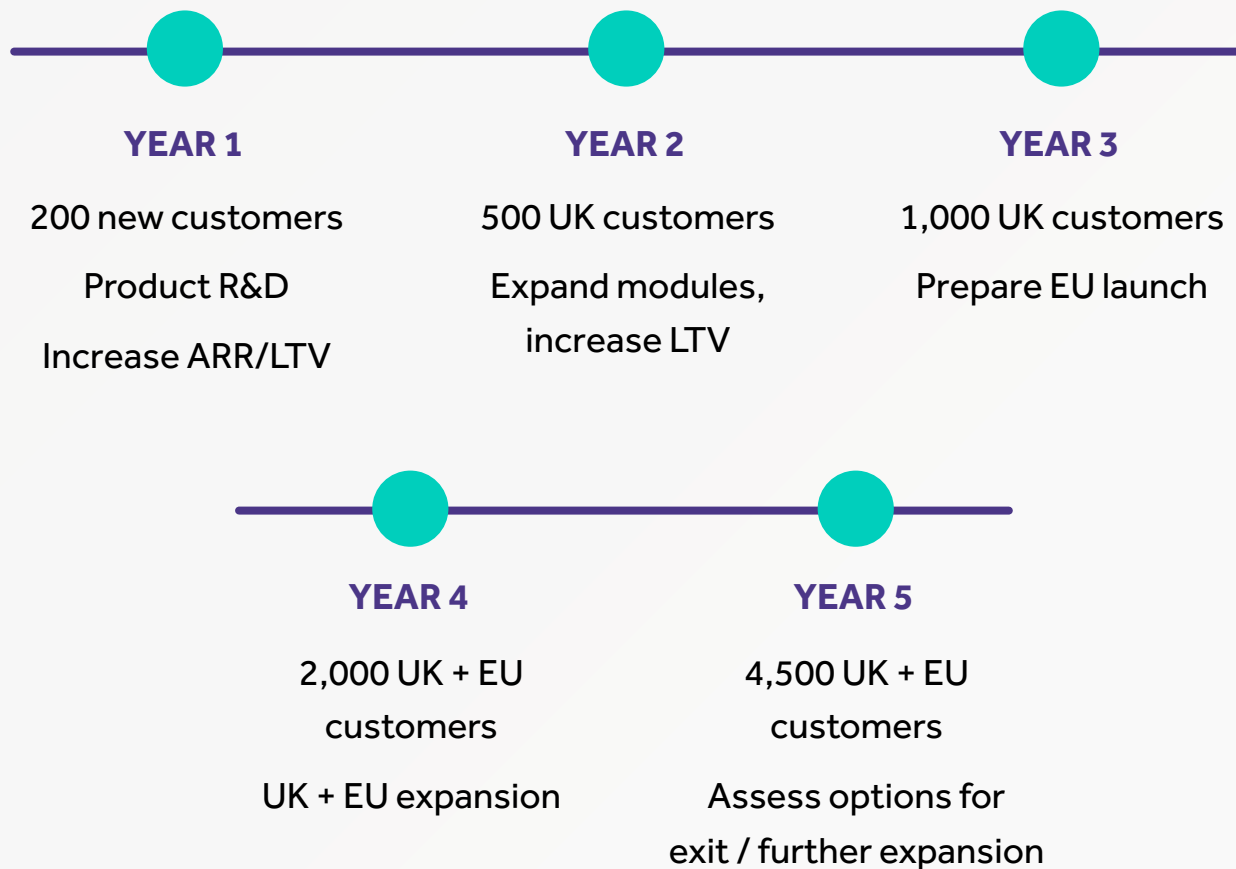 YEAR 1
200 new customers
Product R&D
Increase ARR/LTV
YEAR 2
500 UK customers
Expand modules,
increase LTV
YEAR 3
1,000 UK customers
Prepare EU launch
YEAR 4
2,000 UK + EU
customers
UK + EU expansion
YEAR 5
4,500 UK + EU
customers
Assess options for
exit / further expansion